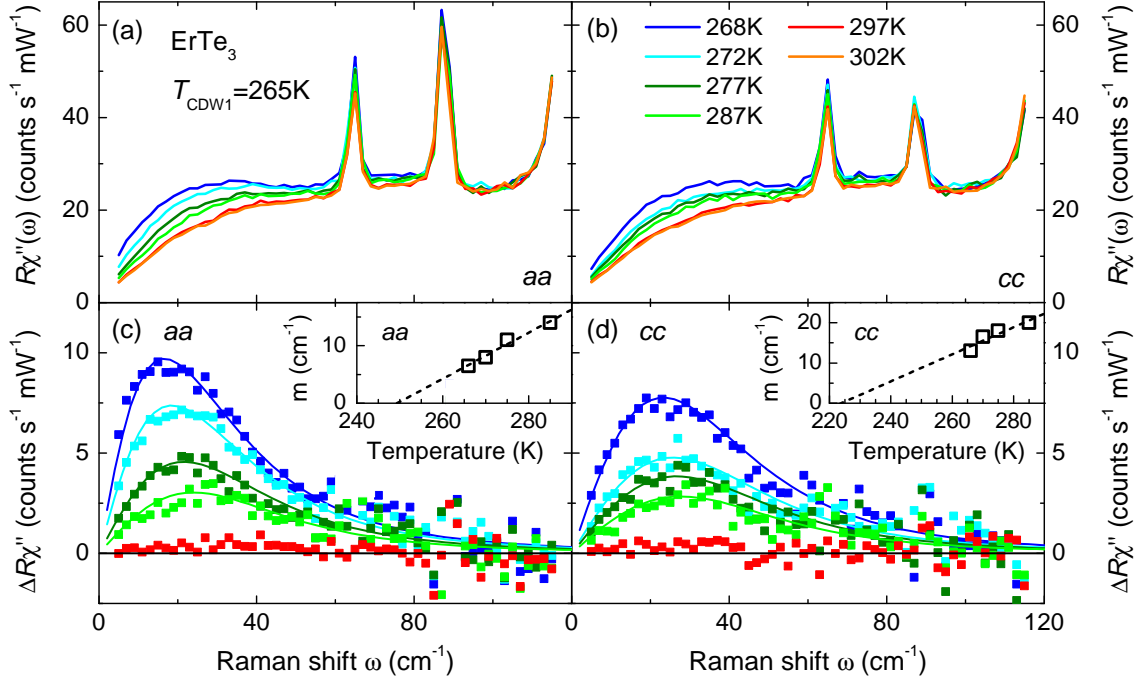 (a)
ErTe₃
T_CDW1=265K
aa
60
40
20
0
Rχ''(ω) (counts s⁻¹ mW⁻¹)
(b)
268K
272K
277K
287K
297K
302K
cc
60
40
20
0
Rχ''(ω) (counts s⁻¹ mW⁻¹)
(c)
aa
10
5
0
ΔRχ'' (counts s⁻¹ mW⁻¹)
aa
m (cm⁻¹)
10
0
240
260
280
Temperature (K)
0
40
80
Raman shift ω (cm⁻¹)
(d)
cc
cc
m (cm⁻¹)
20
15
10
5
0
220
240
260
280
Temperature (K)
10
5
0
ΔRχ'' (counts s⁻¹ mW⁻¹)
0
40
80
120
Raman shift ω (cm⁻¹)